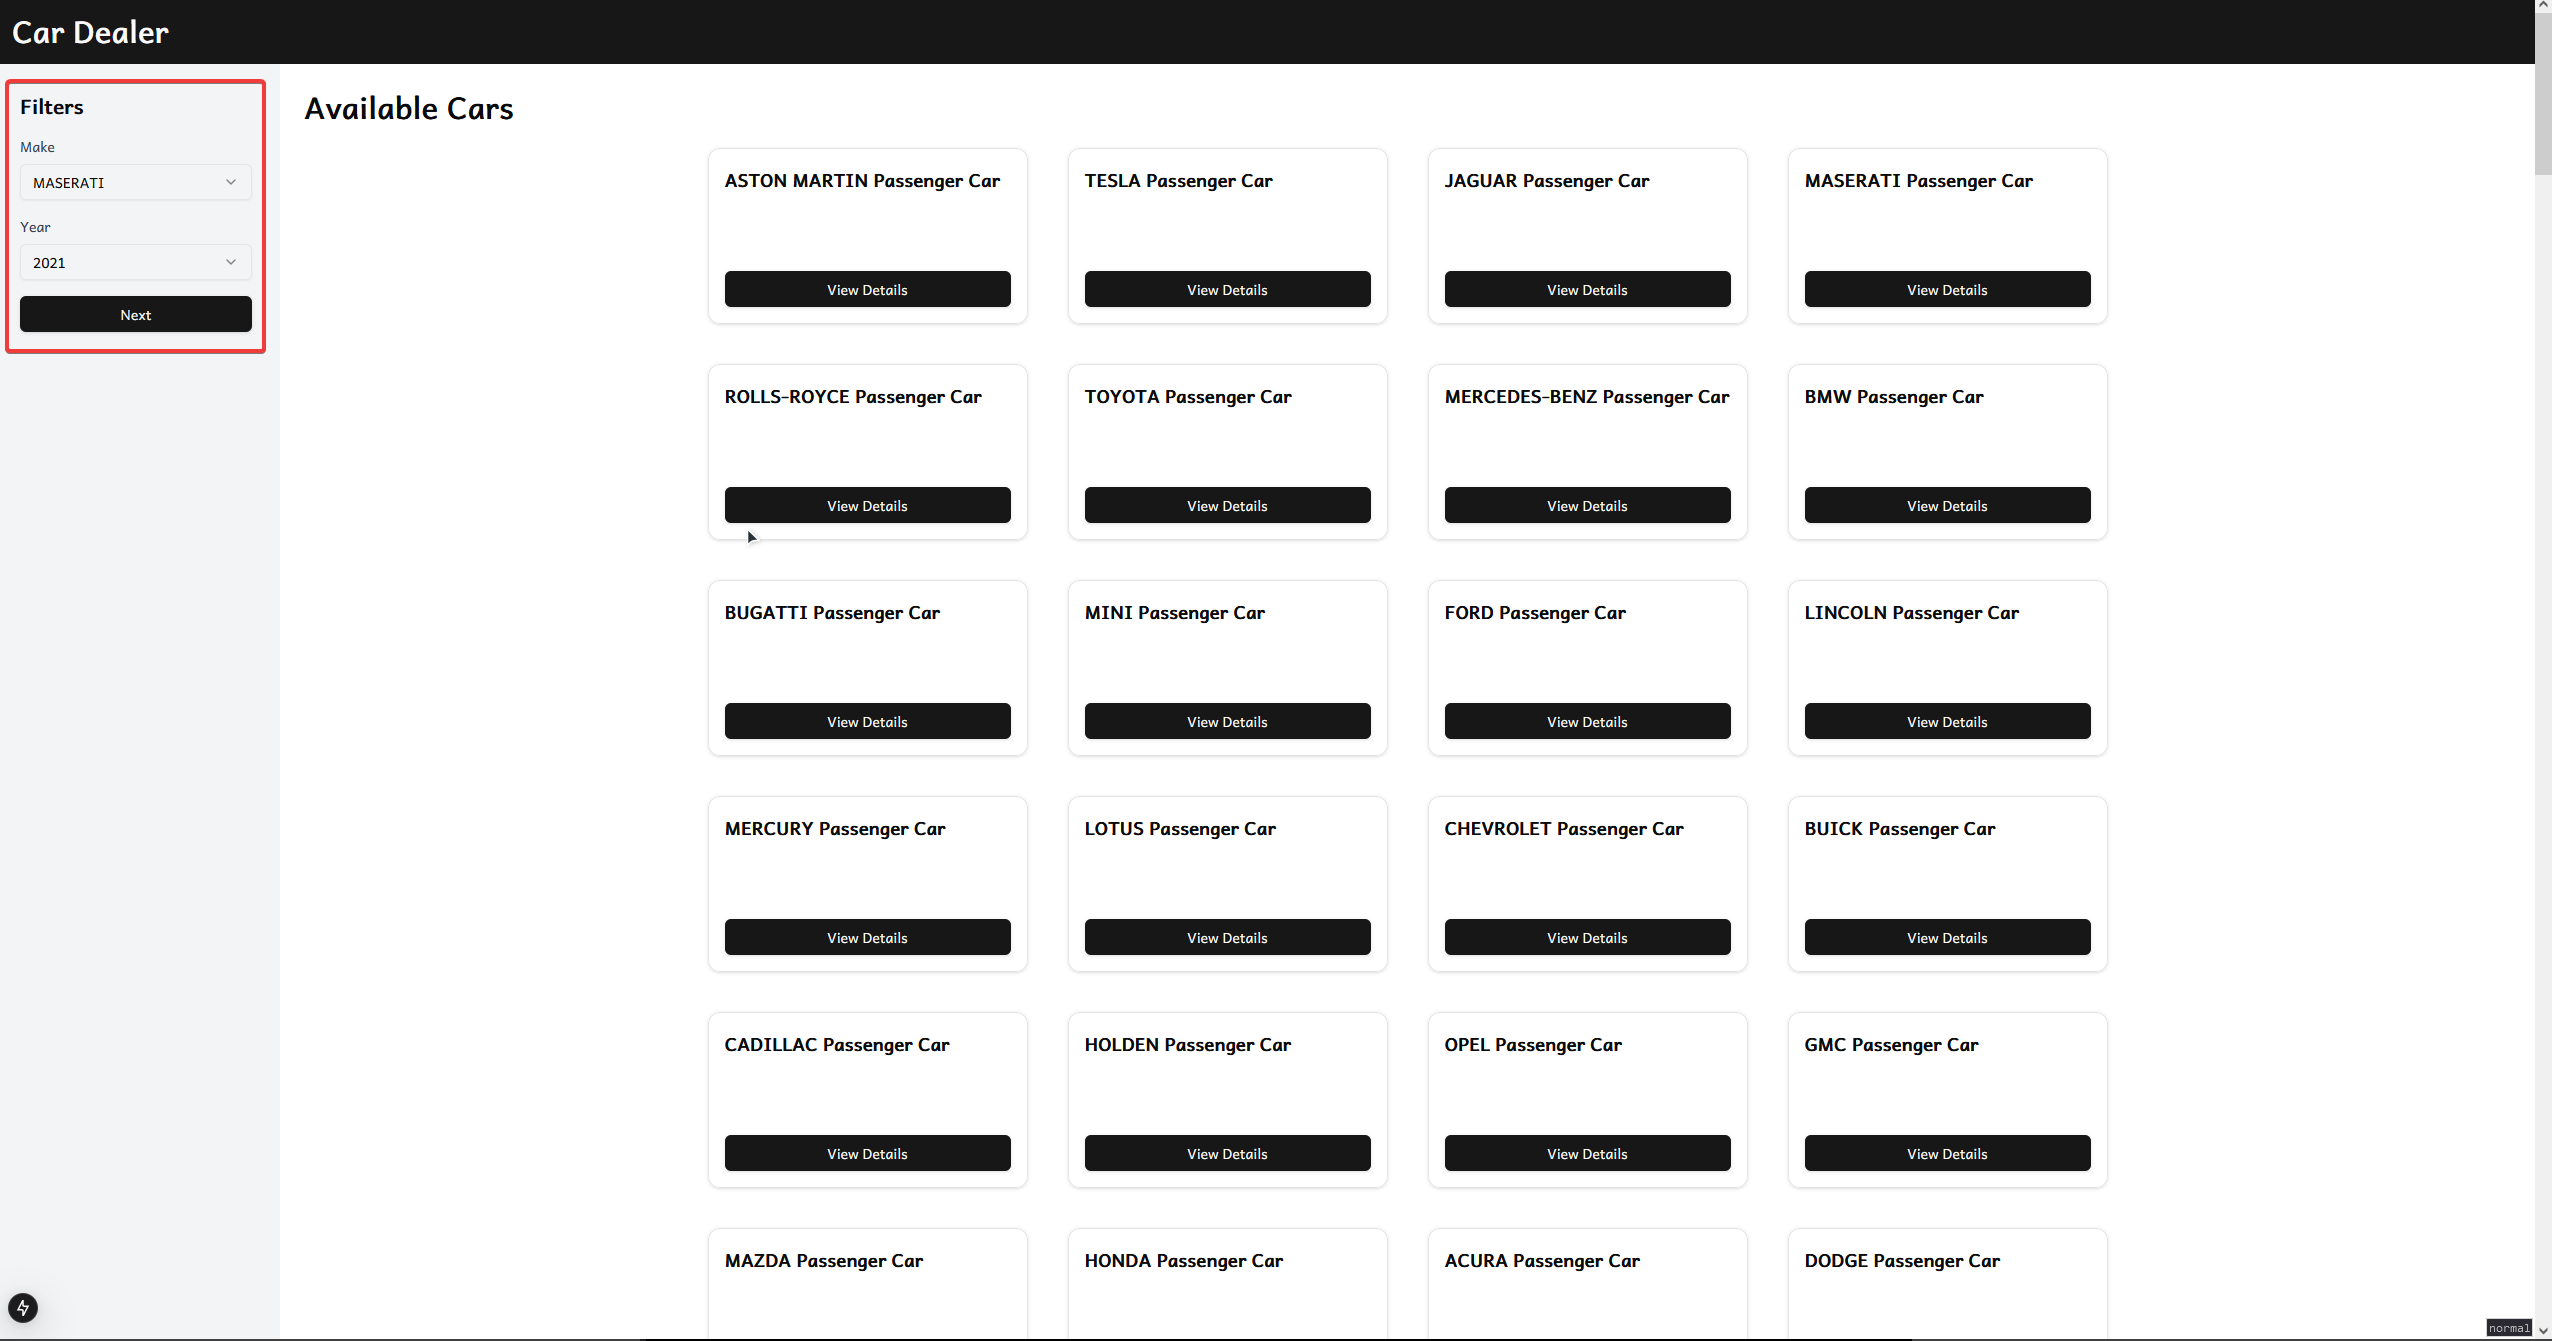 Car Dealer
Filters
Make
MASERATI
Year
2021
Next
Available Cars
ASTON MARTIN Passenger Car
View Details
TESLA Passenger Car
View Details
JAGUAR Passenger Car
View Details
MASERATI Passenger Car
View Details
ROLLS-ROYCE Passenger Car
View Details
TOYOTA Passenger Car
View Details
MERCEDES-BENZ Passenger Car
View Details
BMW Passenger Car
View Details
BUGATTI Passenger Car
View Details
MINI Passenger Car
View Details
FORD Passenger Car
View Details
LINCOLN Passenger Car
View Details
MERCURY Passenger Car
View Details
LOTUS Passenger Car
View Details
CHEVROLET Passenger Car
View Details
BUICK Passenger Car
View Details
CADILLAC Passenger Car
View Details
HOLDEN Passenger Car
View Details
OPEL Passenger Car
View Details
GMC Passenger Car
View Details
MAZDA Passenger Car
HONDA Passenger Car
ACURA Passenger Car
DODGE Passenger Car
normal